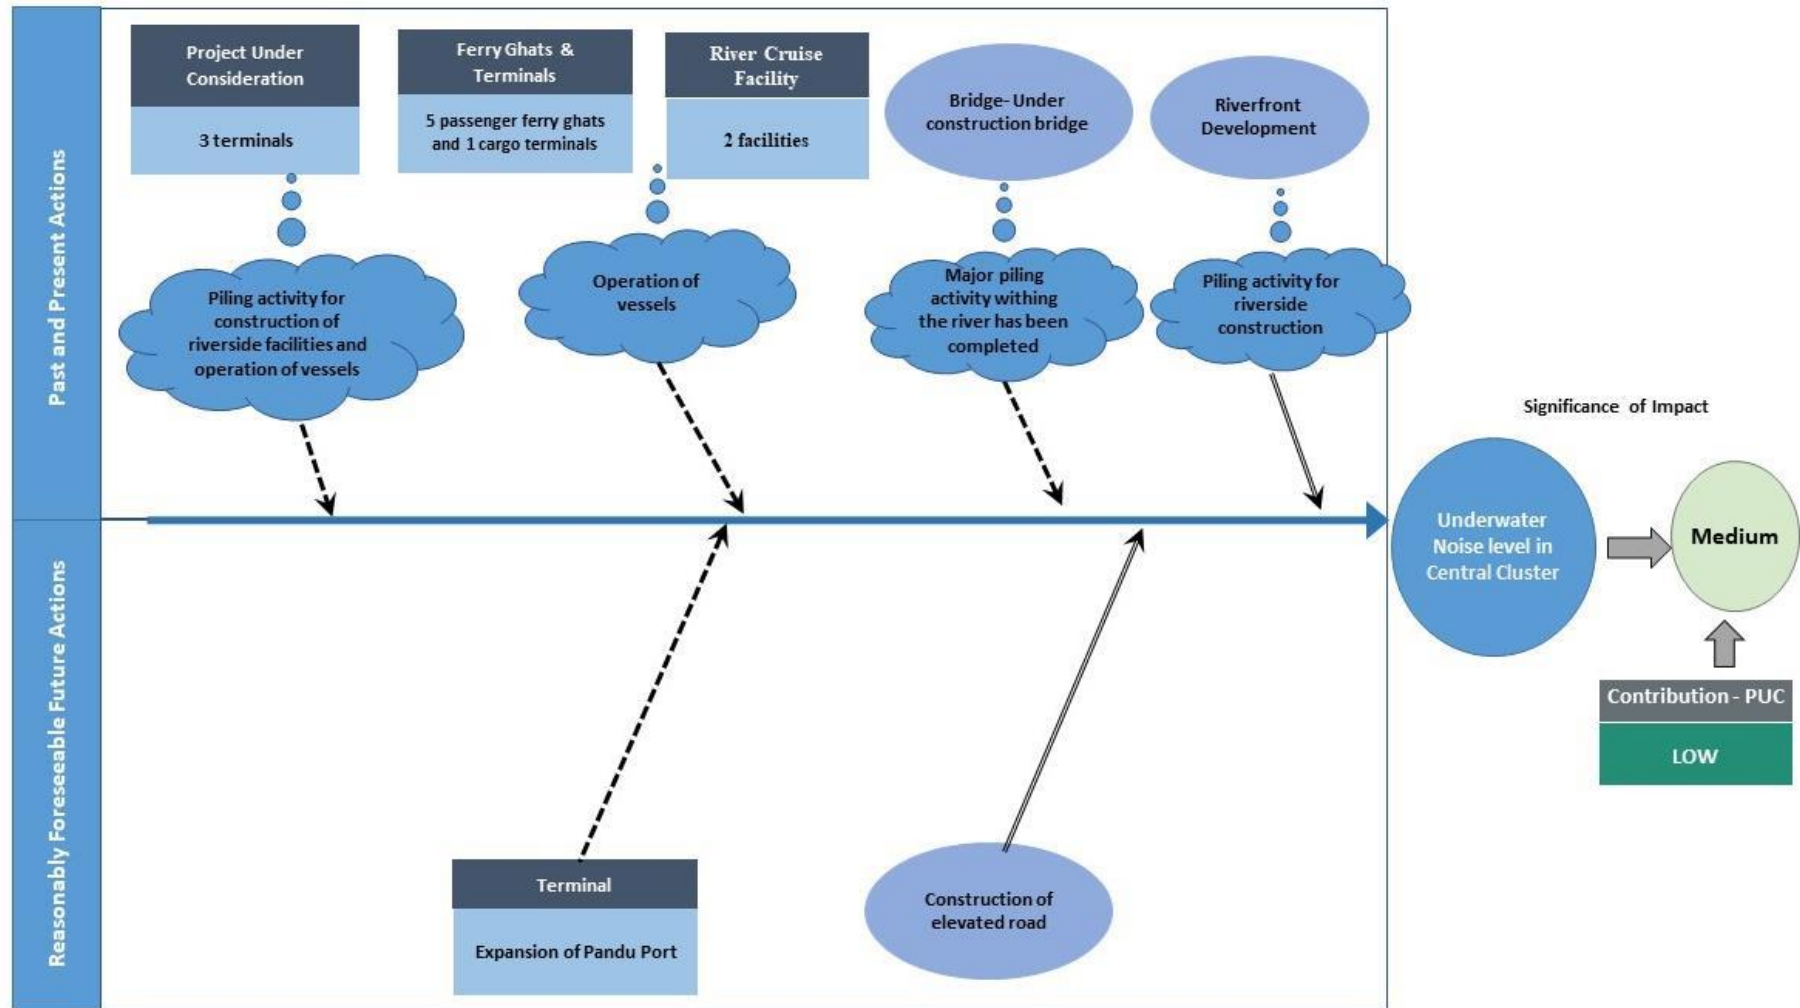 Past and Present Actions
Project Under
Consideration
3 terminals
Ferry Ghats &
Terminals
5 passenger ferry ghats
and 1 cargo terminals
River Cruise
Facility
2 facilities
Bridge- Under
construction bridge
Riverfront
Development
Piling activity for
construction of
riverside facilities and
operation of vessels
Operation of
vessels
Major piling
activity withing
the river has been
completed
Piling activity for
riverside
construction
Significance of Impact
Underwater
Noise level in
Central Cluster
Medium
Contribution - PUC
LOW
Reasonably Foreseeable Future Actions
Terminal
Expansion of Pandu Port
Construction of
elevated road